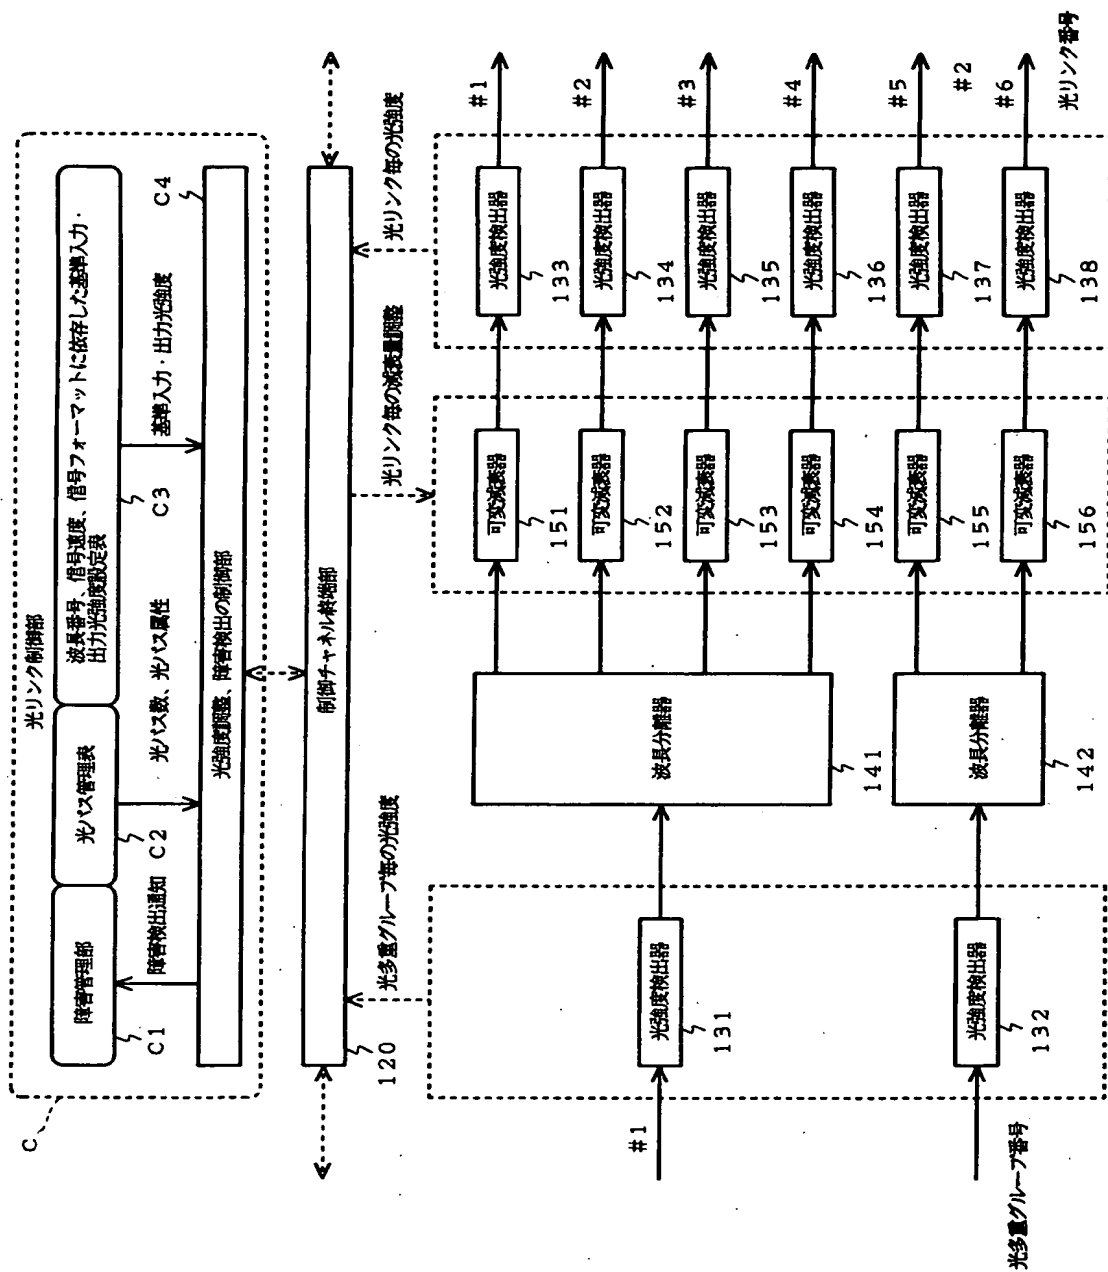 光リンク制御部
C
障害管理部
C1
光パス管理表
C2
波長番号、信号速度、信号フォーマットに依存した基準入力・
出力光強度設定表
C3
障害検出通知
光パス数、光パス属性
基準入力・出力光強度
光強度調整、障害検出の制御部
C4
制御チャネル終端部
120
光多重グループ毎の光強度
光リンク毎の減衰量調整
光リンク毎の光強度
#1
光強度検出器
131
波長分離器
141
可変減衰器
151
光強度検出器
133
#1
可変減衰器
152
光強度検出器
134
#2
可変減衰器
153
光強度検出器
135
#3
可変減衰器
154
光強度検出器
136
#4
光強度検出器
132
波長分離器
142
可変減衰器
155
光強度検出器
137
#5
#2
可変減衰器
156
光強度検出器
138
#6
光多重グループ番号
光リンク番号